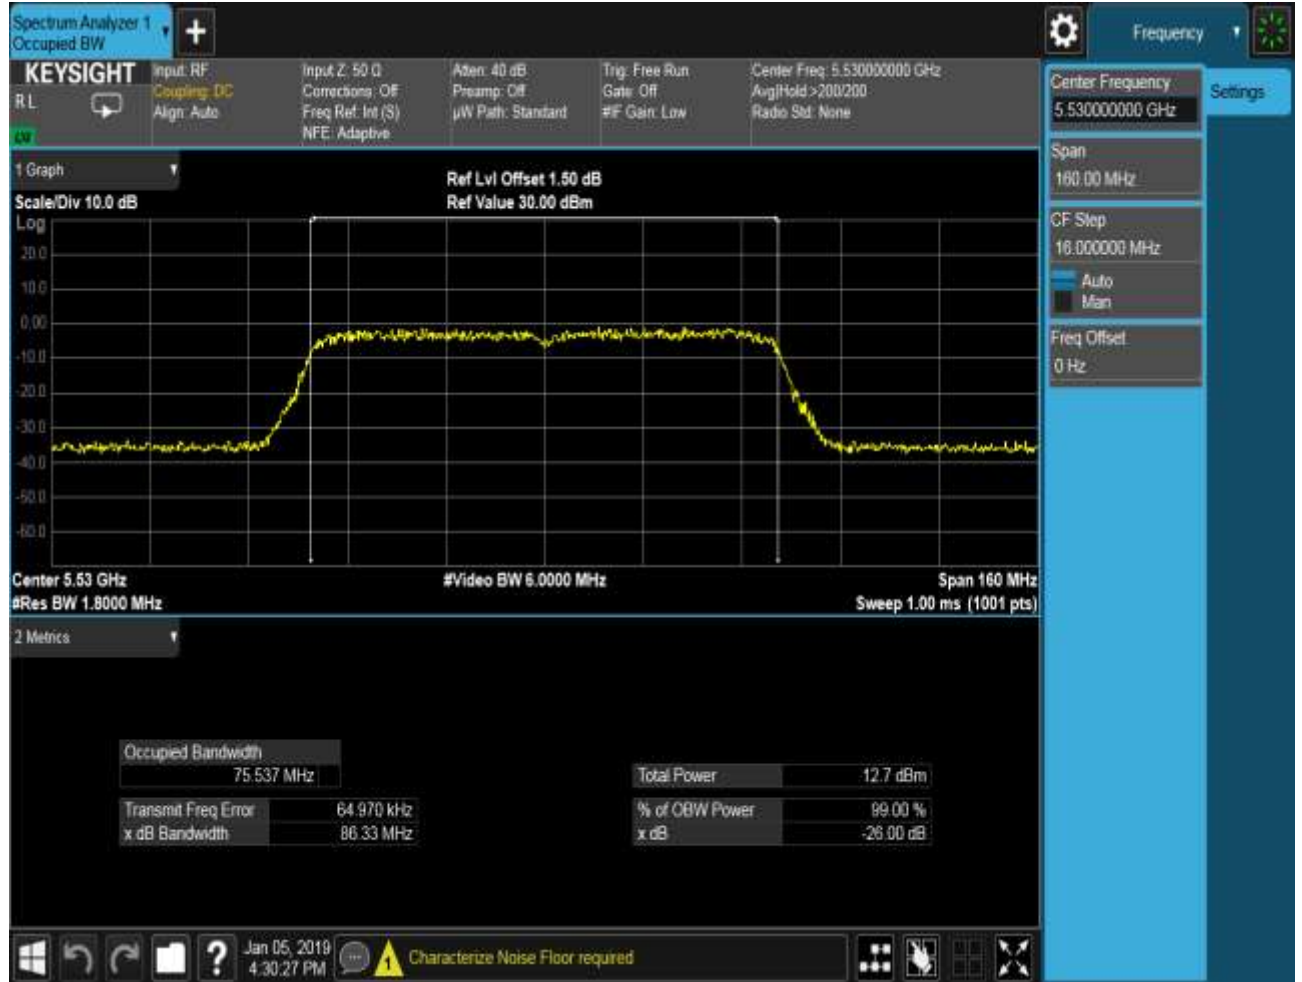 Spectrum Analyzer 1
Occupied BW
Frequency
KEYSIGHT
RL
Input: RF
Coupling: DC
Align: Auto
Input Z: 50 Ω
Corrections: Off
Freq Ref: Int (S)
NFE: Adaptive
Atten: 40 dB
Preamp: Off
µW Path: Standard
Trig: Free Run
Gate: Off
#IF Gain: Low
Center Freq: 5.530000000 GHz
Avg|Hold:>200/200
Radio Std: None
Center Frequency
5.530000000 GHz
Settings
Span
160.00 MHz
CF Step
16.000000 MHz
Auto
Man
Freq Offset
0 Hz
1 Graph
Scale/Div 10.0 dB
Ref Lvl Offset 1.50 dB
Ref Value 30.00 dBm
Log
20.0
10.0
0.00
-10.0
-20.0
-30.0
-40.0
-50.0
-60.0
Center 5.53 GHz
#Video BW 6.0000 MHz
Span 160 MHz
#Res BW 1.8000 MHz
Sweep 1.00 ms (1001 pts)
2 Metrics
Occupied Bandwidth
75.537 MHz
Total Power 12.7 dBm
Transmit Freq Error 64.970 kHz
% of OBW Power 99.00 %
x dB Bandwidth 86.33 MHz
x dB -26.00 dB
Jan 05, 2019
4:30:27 PM
1
Characterize Noise Floor required